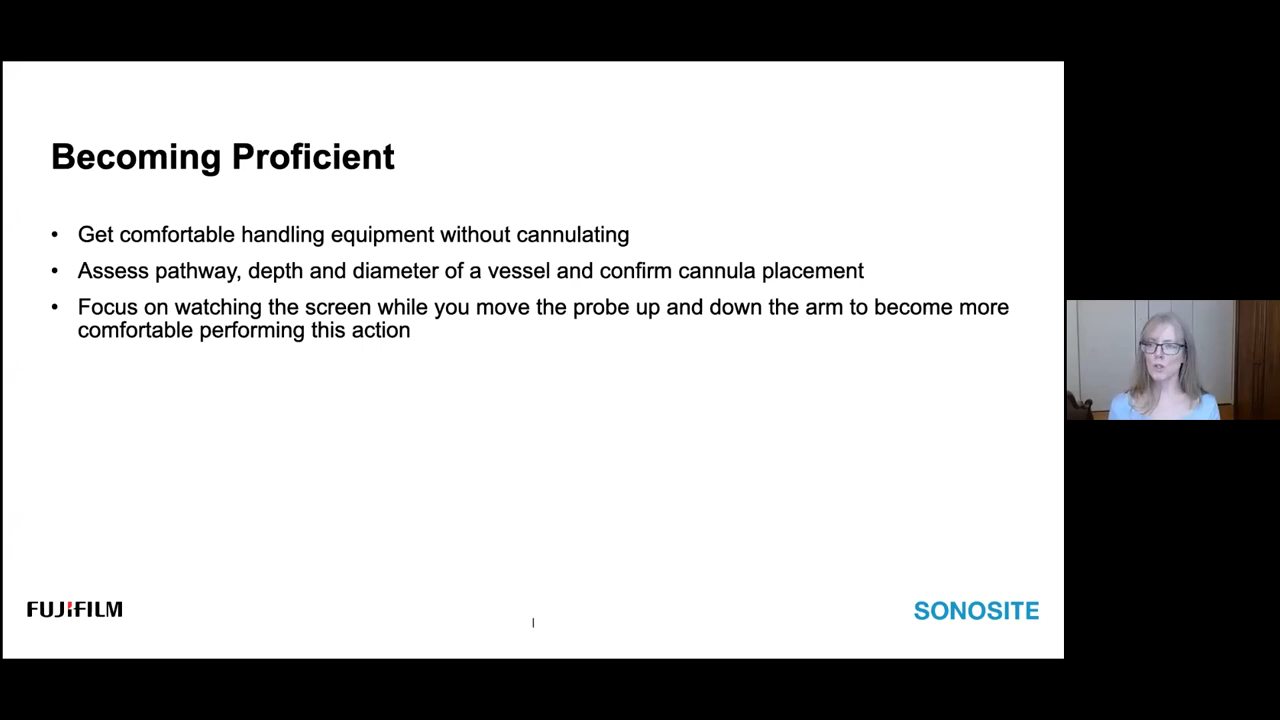 Becoming Proficient
• Get comfortable handling equipment without cannulating
• Assess pathway, depth and diameter of a vessel and confirm cannula placement
• Focus on watching the screen while you move the probe up and down the arm to become more
comfortable performing this action
FUJIFILM
SONOSITE